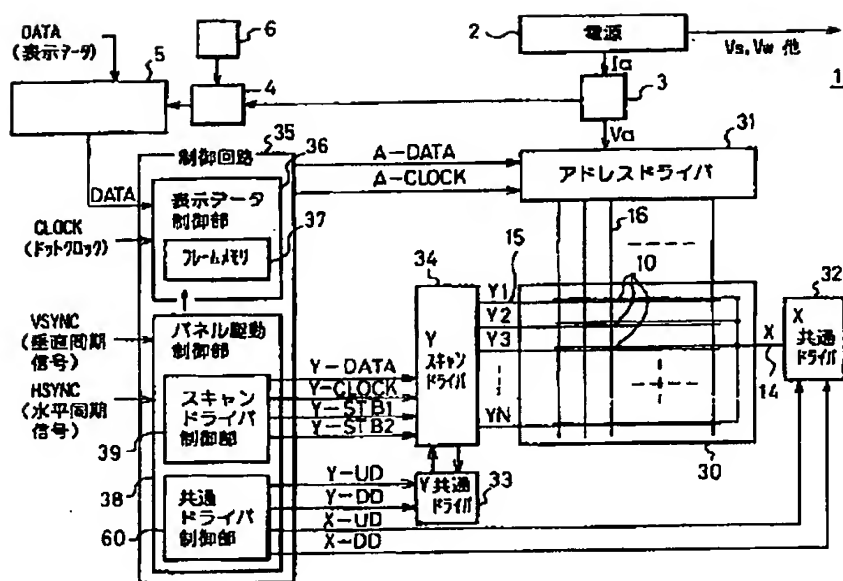 DATA
(表示データ)
5
6
2
電源
Vs, Vw 他
Ia
1
4
3
Va
35
制御回路
36
A-DATA
A-CLOCK
31
アドレスドライバ
DATA
表示データ
制御部
37
フレームメモリ
CLOCK
(ドットクロック)
16
34
15
10
32
Y1
Y2
Y3
YN
Y
スキャン
ドライバ
X
X
共通
ドライバ
14
30
VSYNC
(垂直同期
信号)
HSYNC
(水平同期
信号)
パネル駆動
制御部
スキャン
ドライバ
制御部
39
Y-DATA
Y-CLOCK
Y-STB1
Y-STB2
38
共通
ドライバ
制御部
60
Y-UD
Y-DD
X-UD
X-DD
Y共通
ドライバ
33